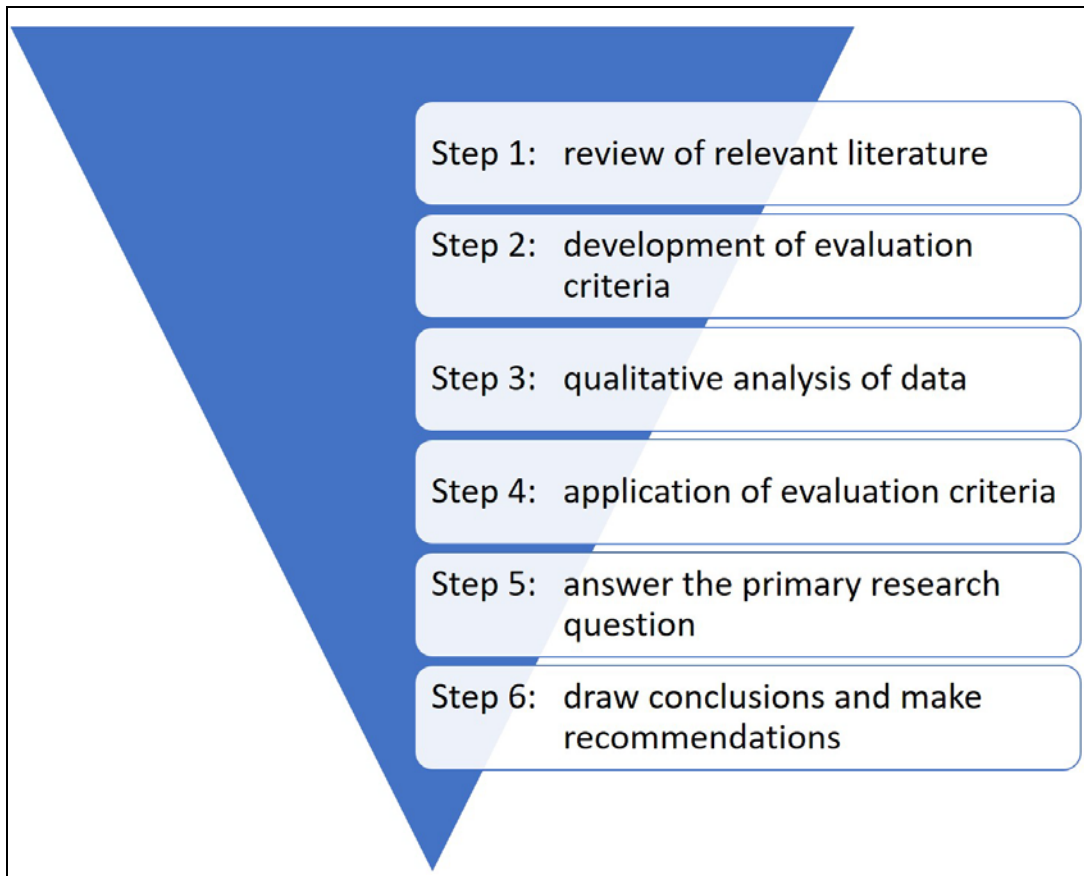 Step 1: review of relevant literature
Step 2: development of evaluation
criteria
Step 3: qualitative analysis of data
Step 4: application of evaluation criteria
Step 5: answer the primary research
question
Step 6: draw conclusions and make
recommendations